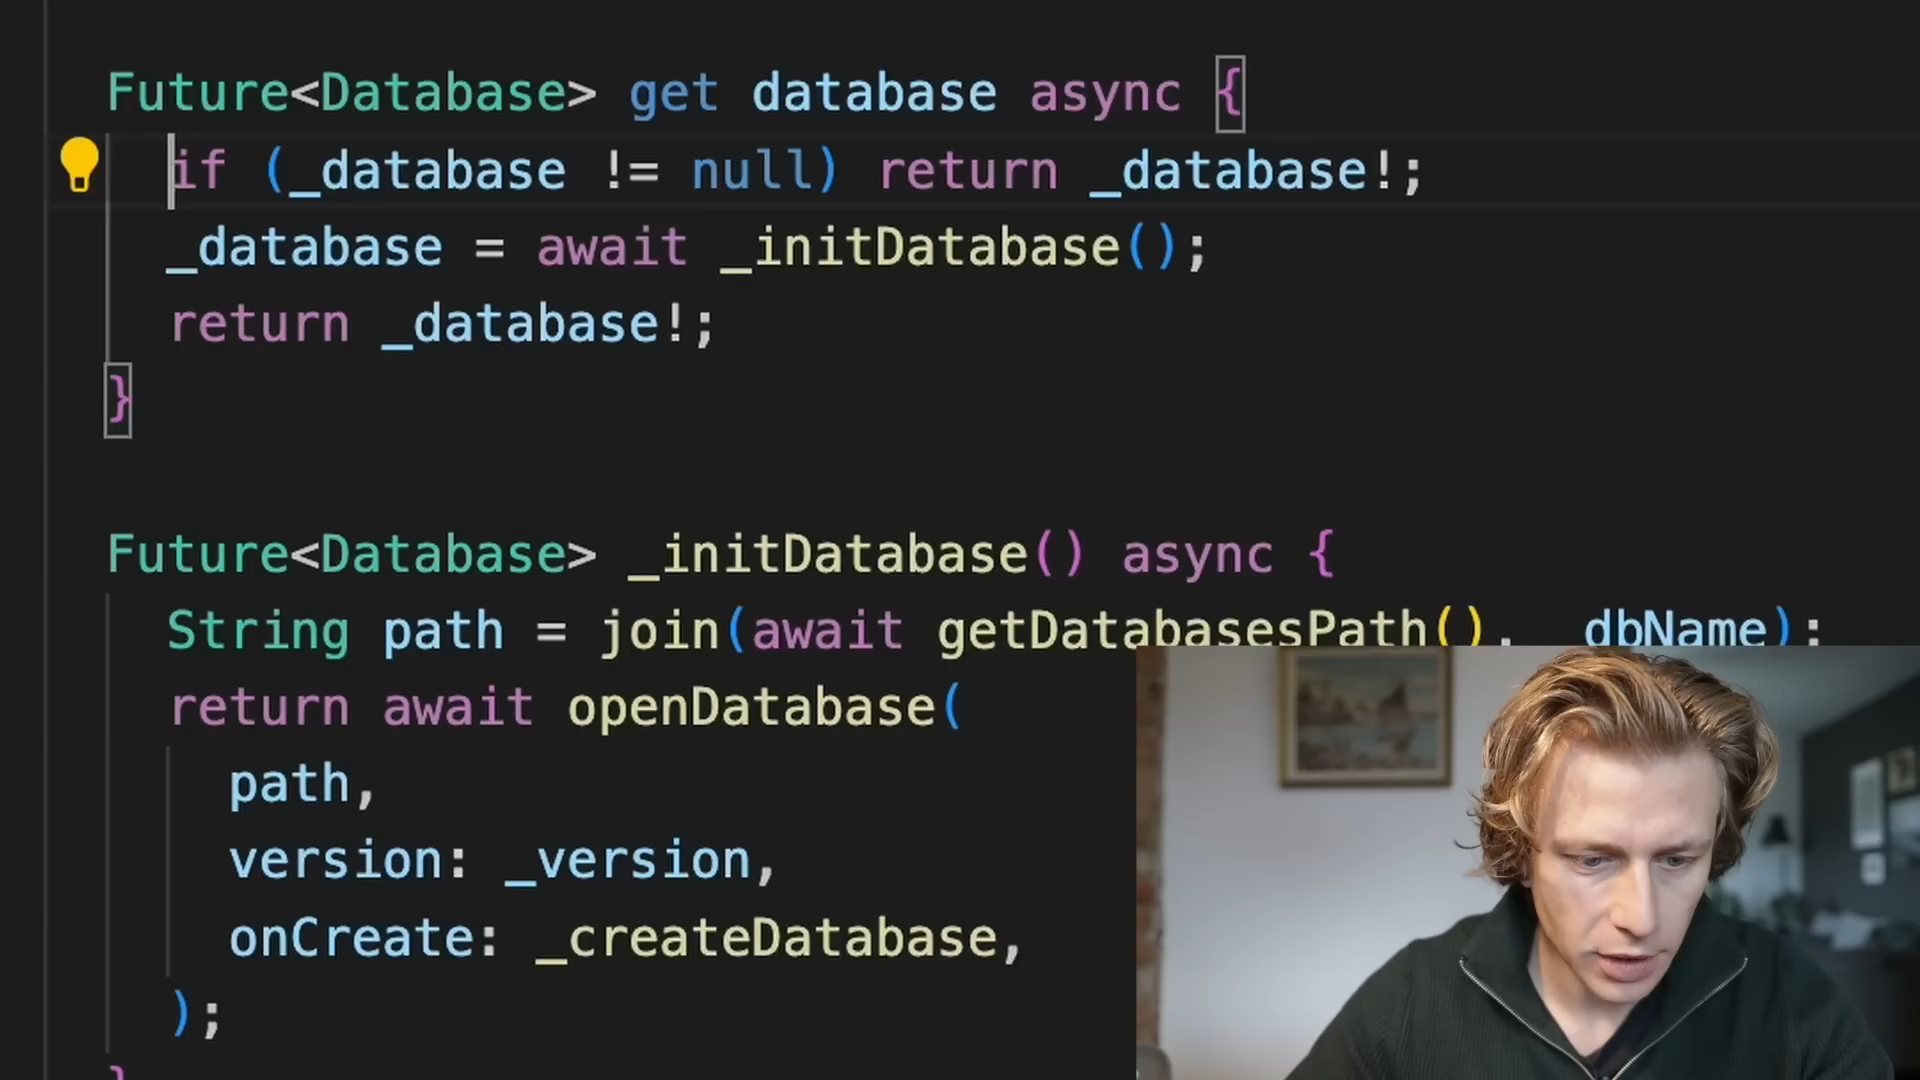 Future<Database> get database async {
if (_database != null) return _database!;
_database = await _initDatabase();
return _database!;
}
Future<Database> _initDatabase() async {
String path = join(await getDatabasesPath(), _dbName);
return await openDatabase(
path,
version: _version,
onCreate: _createDatabase,
);
}